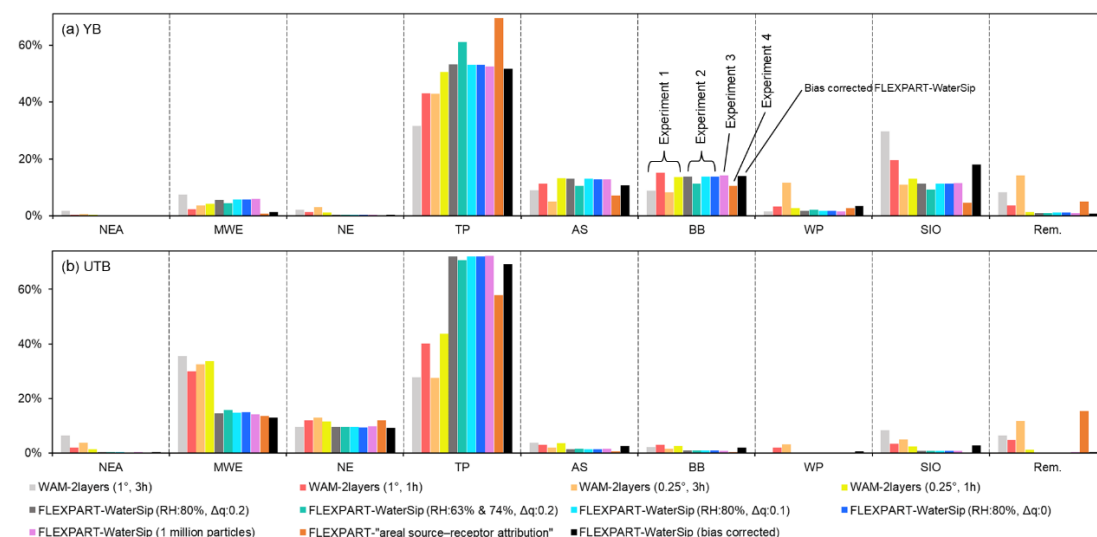 (a) YB
60%
40%
20%
0%
Experiment 1
Experiment 2
Experiment 3
Experiment 4
Bias corrected FLEXPART-WaterSip
NEA MWE NE TP AS BB WP SIO Rem.
(b) UTB
60%
40%
20%
0%
NEA MWE NE TP AS BB WP SIO Rem.
WAM-2layers (1°, 3h) WAM-2layers (1°, 1h) WAM-2layers (0.25°, 3h) WAM-2layers (0.25°, 1h)
FLEXPART-WaterSip (RH:80%, Δq:0.2) FLEXPART-WaterSip (RH:63% & 74%, Δq:0.2) FLEXPART-WaterSip (RH:80%, Δq:0.1) FLEXPART-WaterSip (RH:80%, Δq:0)
FLEXPART-WaterSip (1 million particles) FLEXPART-"areal source–receptor attribution" FLEXPART-WaterSip (bias corrected)